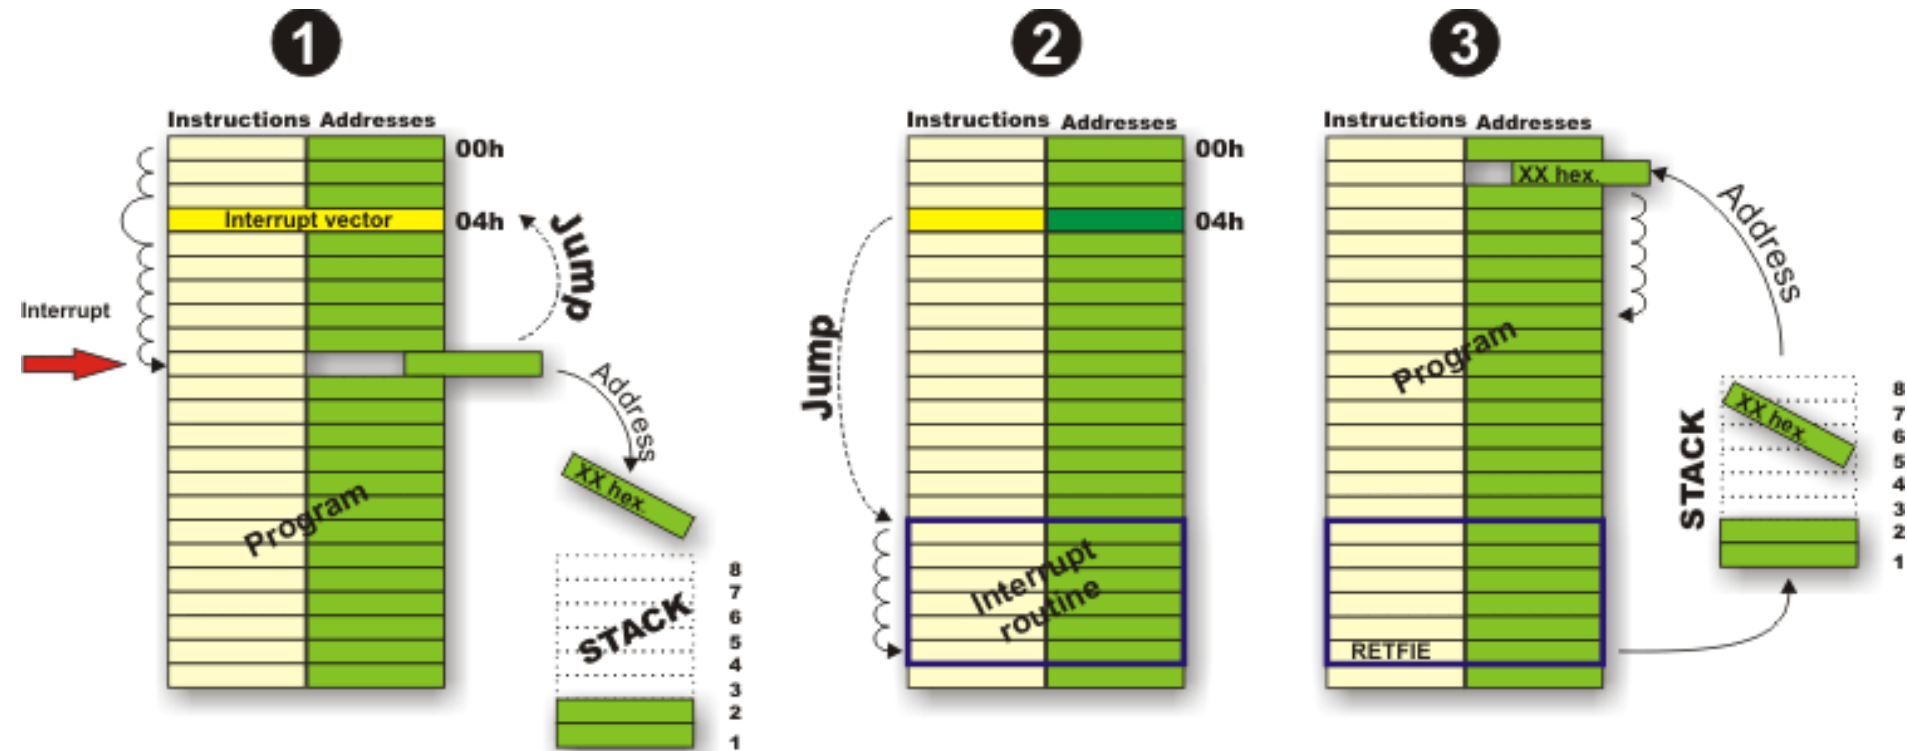 1
Instructions Addresses
00h
Interrupt vector
04h
Jump
Interrupt
Address
XX hex.
Program
STACK
8
7
6
5
4
3
2
1
2
Instructions Addresses
00h
04h
Jump
Interrupt
routine
3
Instructions Addresses
XX hex.
Address
Program
STACK
XX hex.
8
7
6
5
4
3
2
1
RETFIE